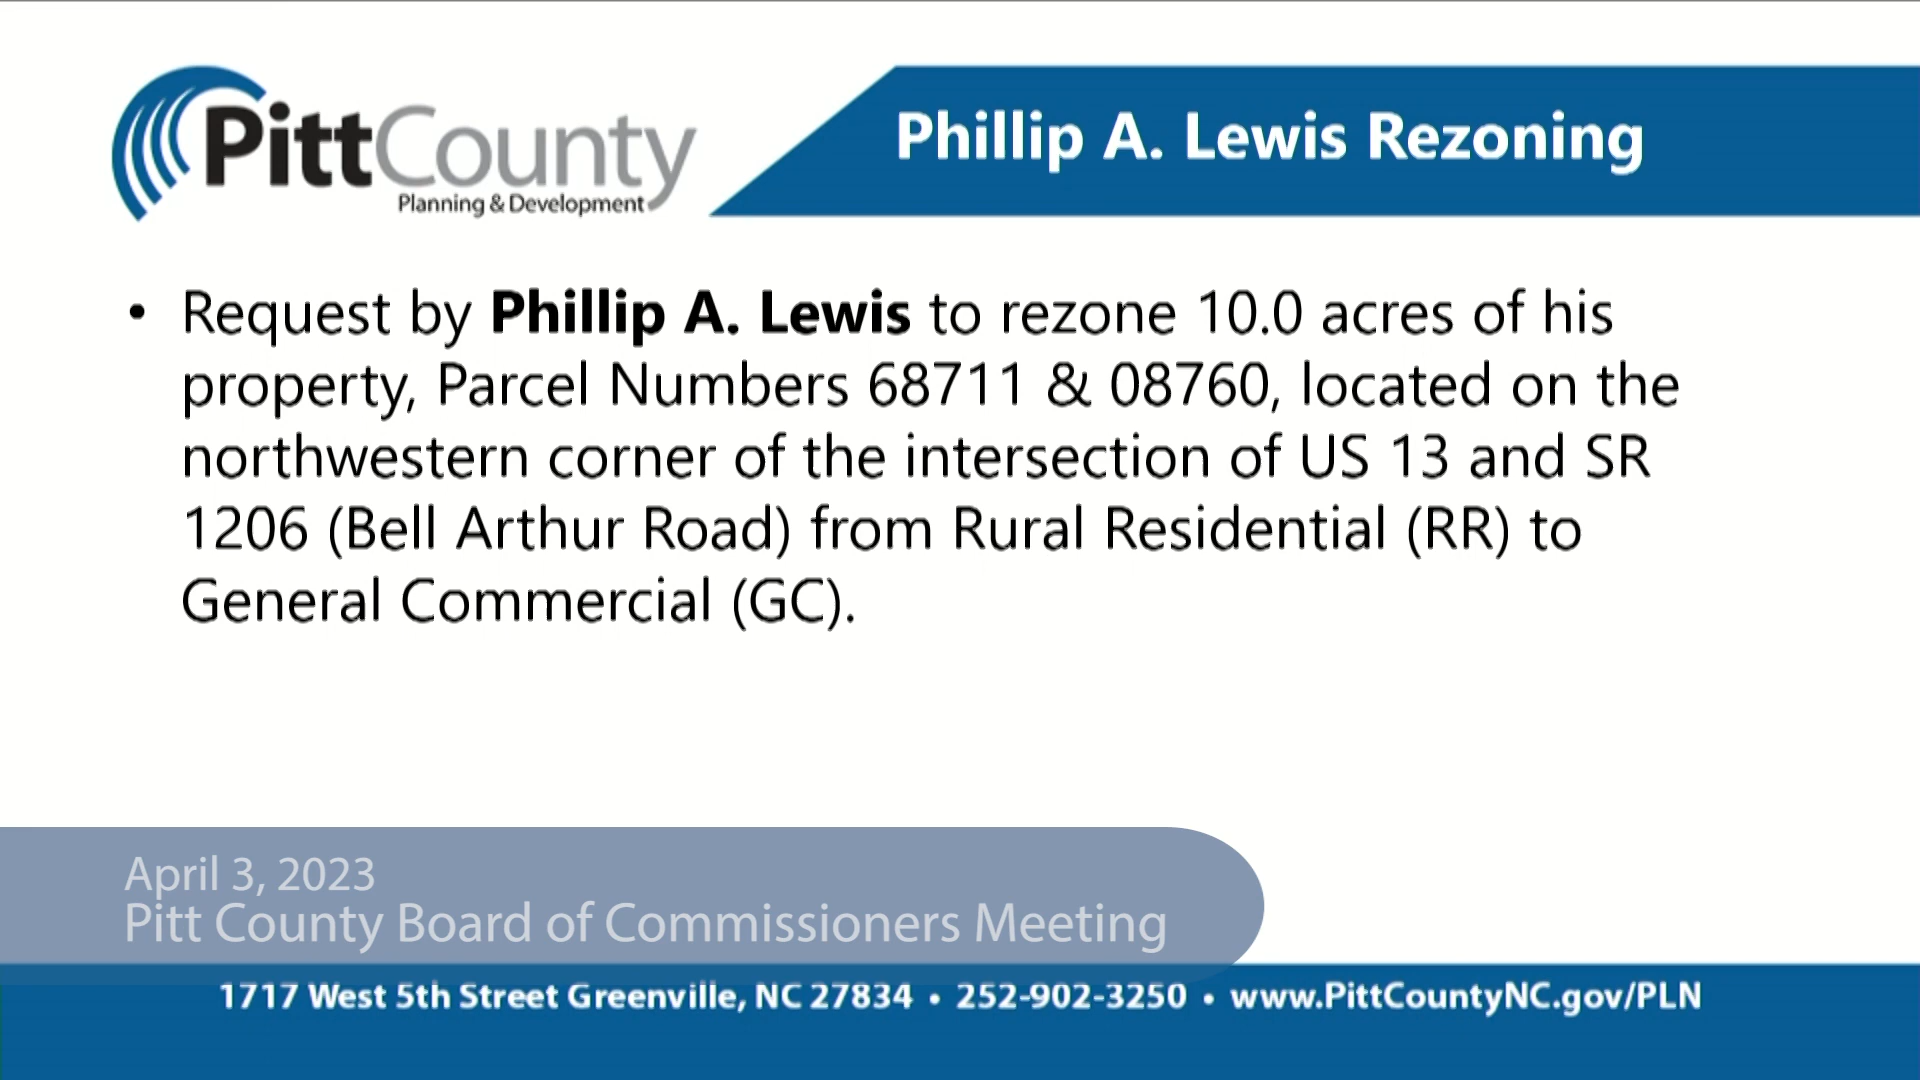 PittCounty
Planning & Development
Phillip A. Lewis Rezoning
• Request by Phillip A. Lewis to rezone 10.0 acres of his
property, Parcel Numbers 68711 & 08760, located on the
northwestern corner of the intersection of US 13 and SR
1206 (Bell Arthur Road) from Rural Residential (RR) to
General Commercial (GC).
April 3, 2023
Pitt County Board of Commissioners Meeting
1717 West 5th Street Greenville, NC 27834 • 252-902-3250 • www.PittCountyNC.gov/PLN